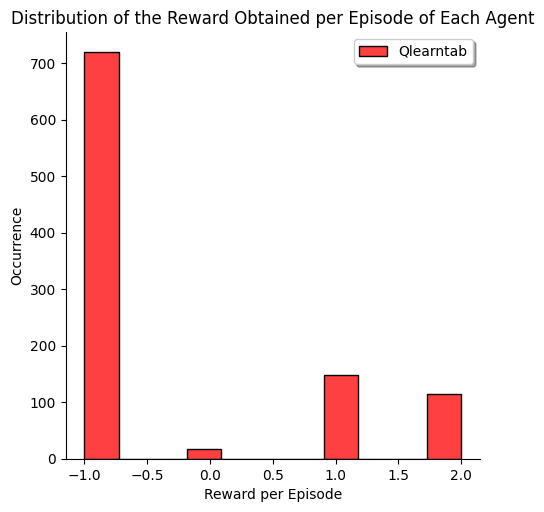 Distribution of the Reward Obtained per Episode of Each Agent
Qlearntab
700
600
500
400
300
200
100
0
Occurrence
−1.0 −0.5 0.0 0.5 1.0 1.5 2.0
Reward per Episode